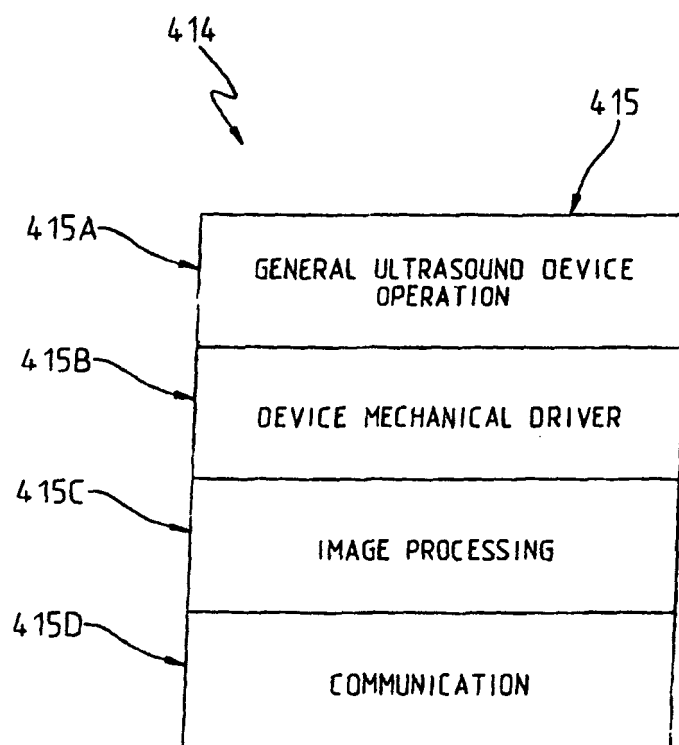 414
415
415A
GENERAL ULTRASOUND DEVICE
OPERATION
415B
DEVICE MECHANICAL DRIVER
415C
IMAGE PROCESSING
415D
COMMUNICATION